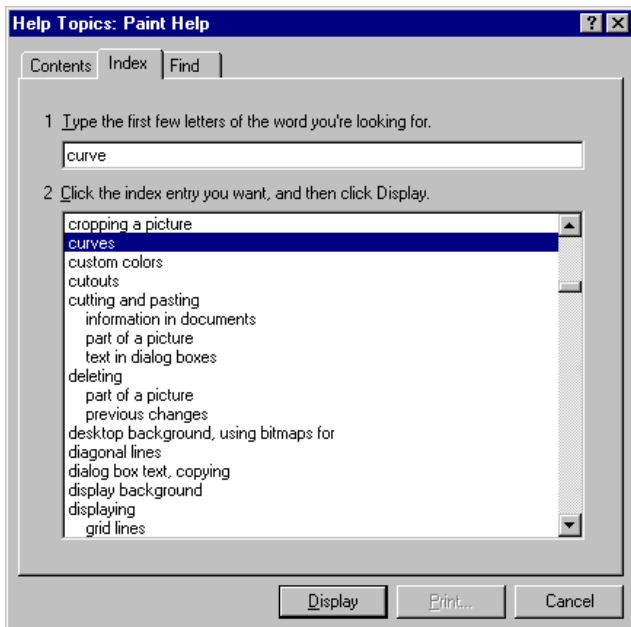 Help Topics: Paint Help
Contents Index Find
1 Type the first few letters of the word you're looking for.
curve
2 Click the index entry you want, and then click Display.
cropping a picture
curves
custom colors
cutouts
cutting and pasting
information in documents
part of a picture
text in dialog boxes
deleting
part of a picture
previous changes
desktop background, using bitmaps for
diagonal lines
dialog box text, copying
display background
displaying
grid lines
Display Print... Cancel